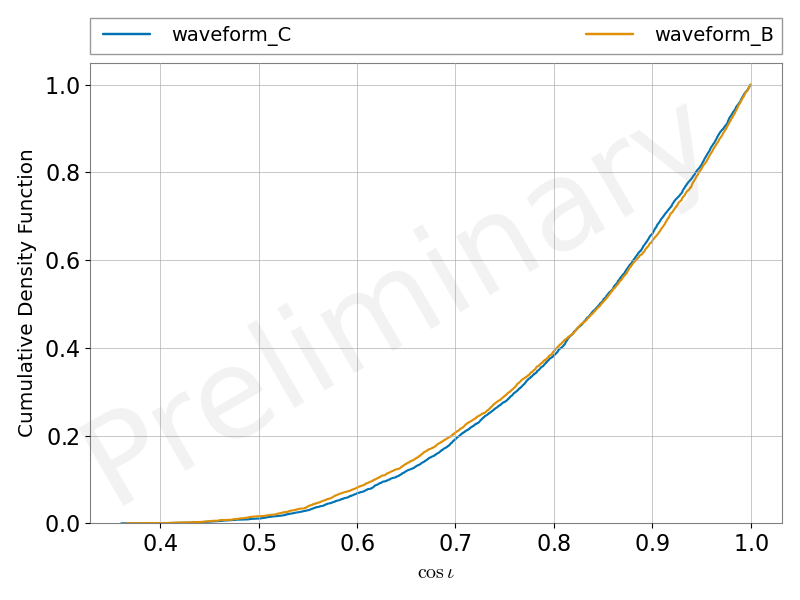 waveform_C waveform_B
Preliminary
Cumulative Density Function
1.0
0.8
0.6
0.4
0.2
0.0
0.4 0.5 0.6 0.7 0.8 0.9 1.0
cos ι